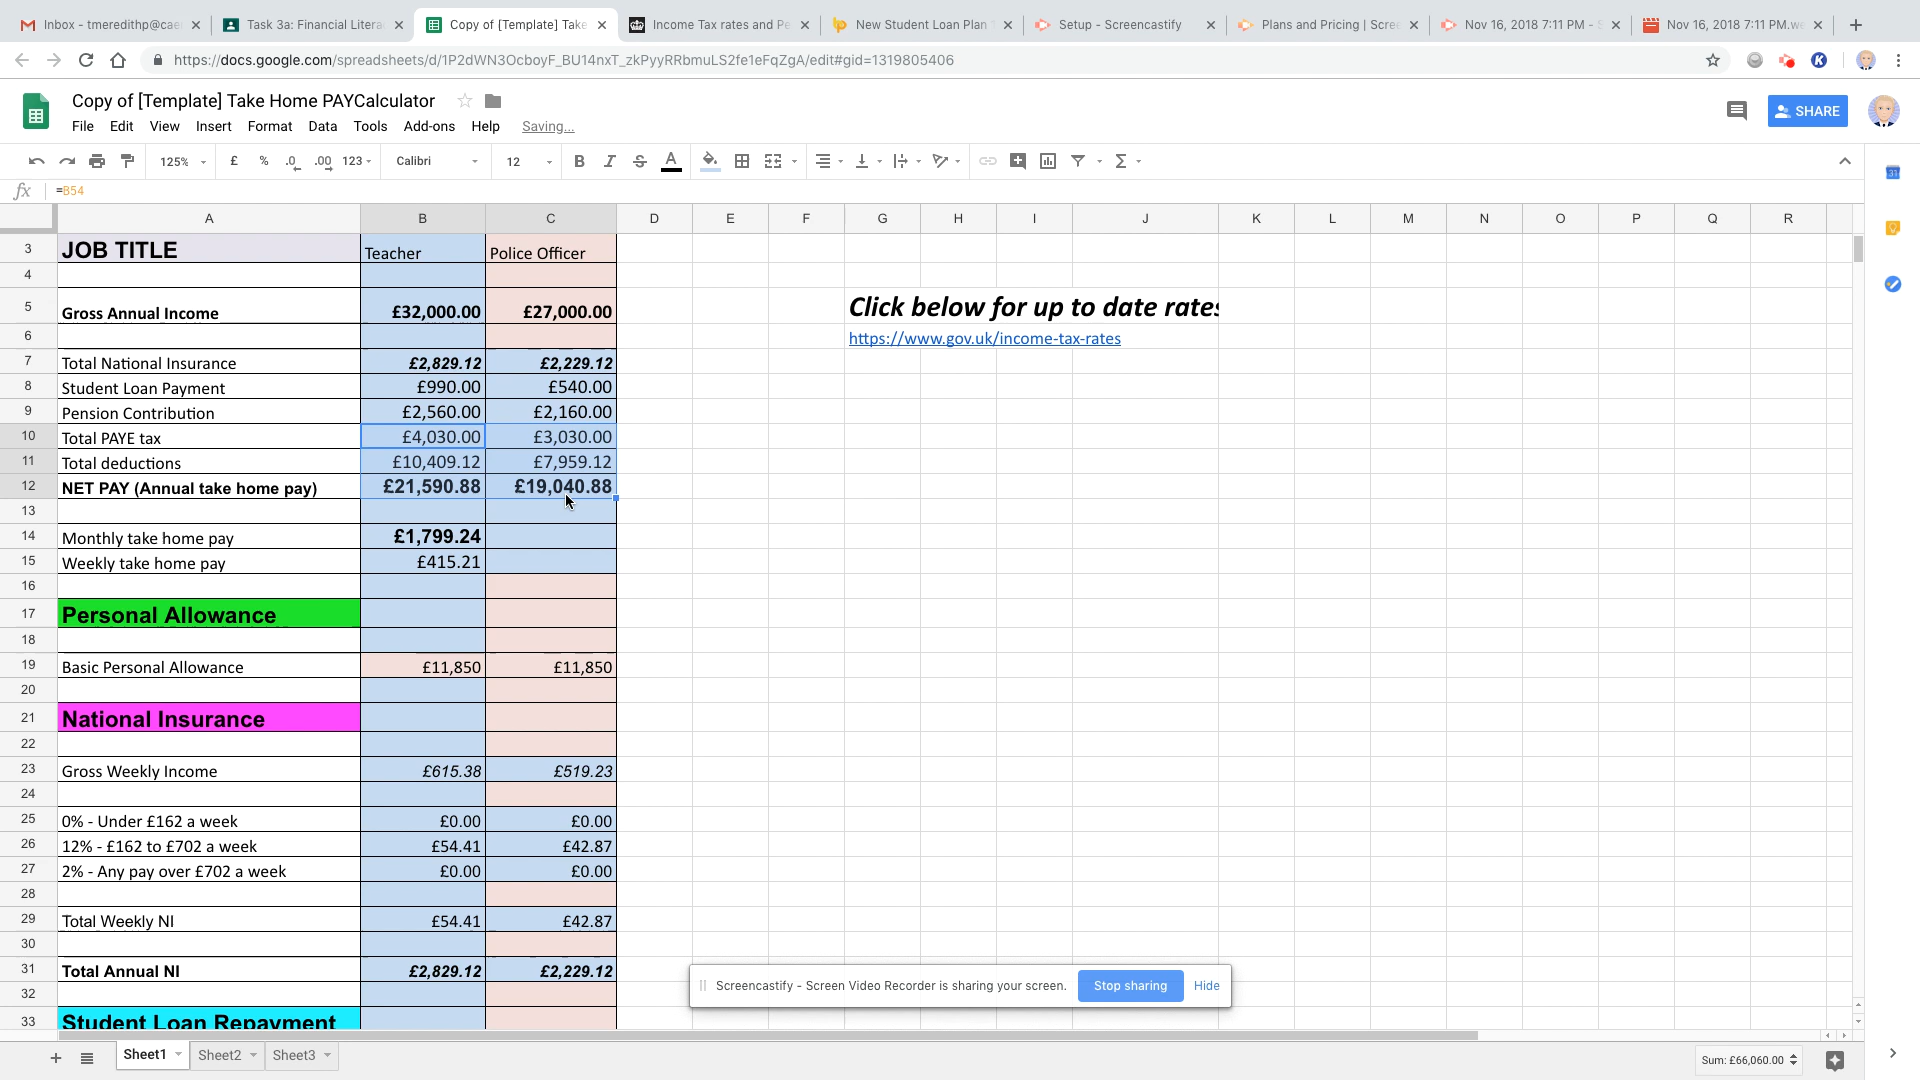 Inbox - tmeredithp@cae
Task 3a: Financial Litera
Copy of [Template] Take
Income Tax rates and Pe
New Student Loan Plan
Setup - Screencastify
Plans and Pricing | Scre
Nov 16, 2018 7:11 PM - S
Nov 16, 2018 7:11 PM.we
https://docs.google.com/spreadsheets/d/1P2dWN3OcboyF_BU14nxT_zkPyyRRbmuLS2fe1eFqZgA/edit#gid=1319805406
Copy of [Template] Take Home PAYCalculator
SHARE
File Edit View Insert Format Data Tools Add-ons Help Saving...
125% £ % .0 .00 123 Calibri 12 B I S A Σ
fx =B54
A B C D E F G H I J K L M N O P Q R
3 JOB TITLE Teacher Police Officer
4
5 Gross Annual Income £32,000.00 £27,000.00 Click below for up to date rates
6 https://www.gov.uk/income-tax-rates
7 Total National Insurance £2,829.12 £2,229.12
8 Student Loan Payment £990.00 £540.00
9 Pension Contribution £2,560.00 £2,160.00
10 Total PAYE tax £4,030.00 £3,030.00
11 Total deductions £10,409.12 £7,959.12
12 NET PAY (Annual take home pay) £21,590.88 £19,040.88
13
14 Monthly take home pay £1,799.24
15 Weekly take home pay £415.21
16
17 Personal Allowance
18
19 Basic Personal Allowance £11,850 £11,850
20
21 National Insurance
22
23 Gross Weekly Income £615.38 £519.23
24
25 0% - Under £162 a week £0.00 £0.00
26 12% - £162 to £702 a week £54.41 £42.87
27 2% - Any pay over £702 a week £0.00 £0.00
28
29 Total Weekly NI £54.41 £42.87
30
31 Total Annual NI £2,829.12 £2,229.12
32
33 Student Loan Repayment
Screencastify - Screen Video Recorder is sharing your screen. Stop sharing Hide
Sheet1 Sheet2 Sheet3
Sum: £66,060.00